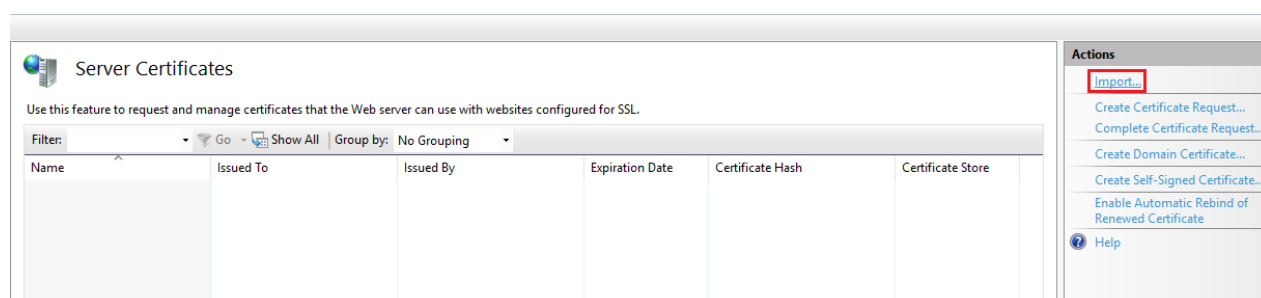 Server Certificates
Use this feature to request and manage certificates that the Web server can use with websites configured for SSL.
Filter: Go Show All Group by: No Grouping
Name Issued To Issued By Expiration Date Certificate Hash Certificate Store
Actions
Import...
Create Certificate Request...
Complete Certificate Request..
Create Domain Certificate...
Create Self-Signed Certificate..
Enable Automatic Rebind of
Renewed Certificate
Help